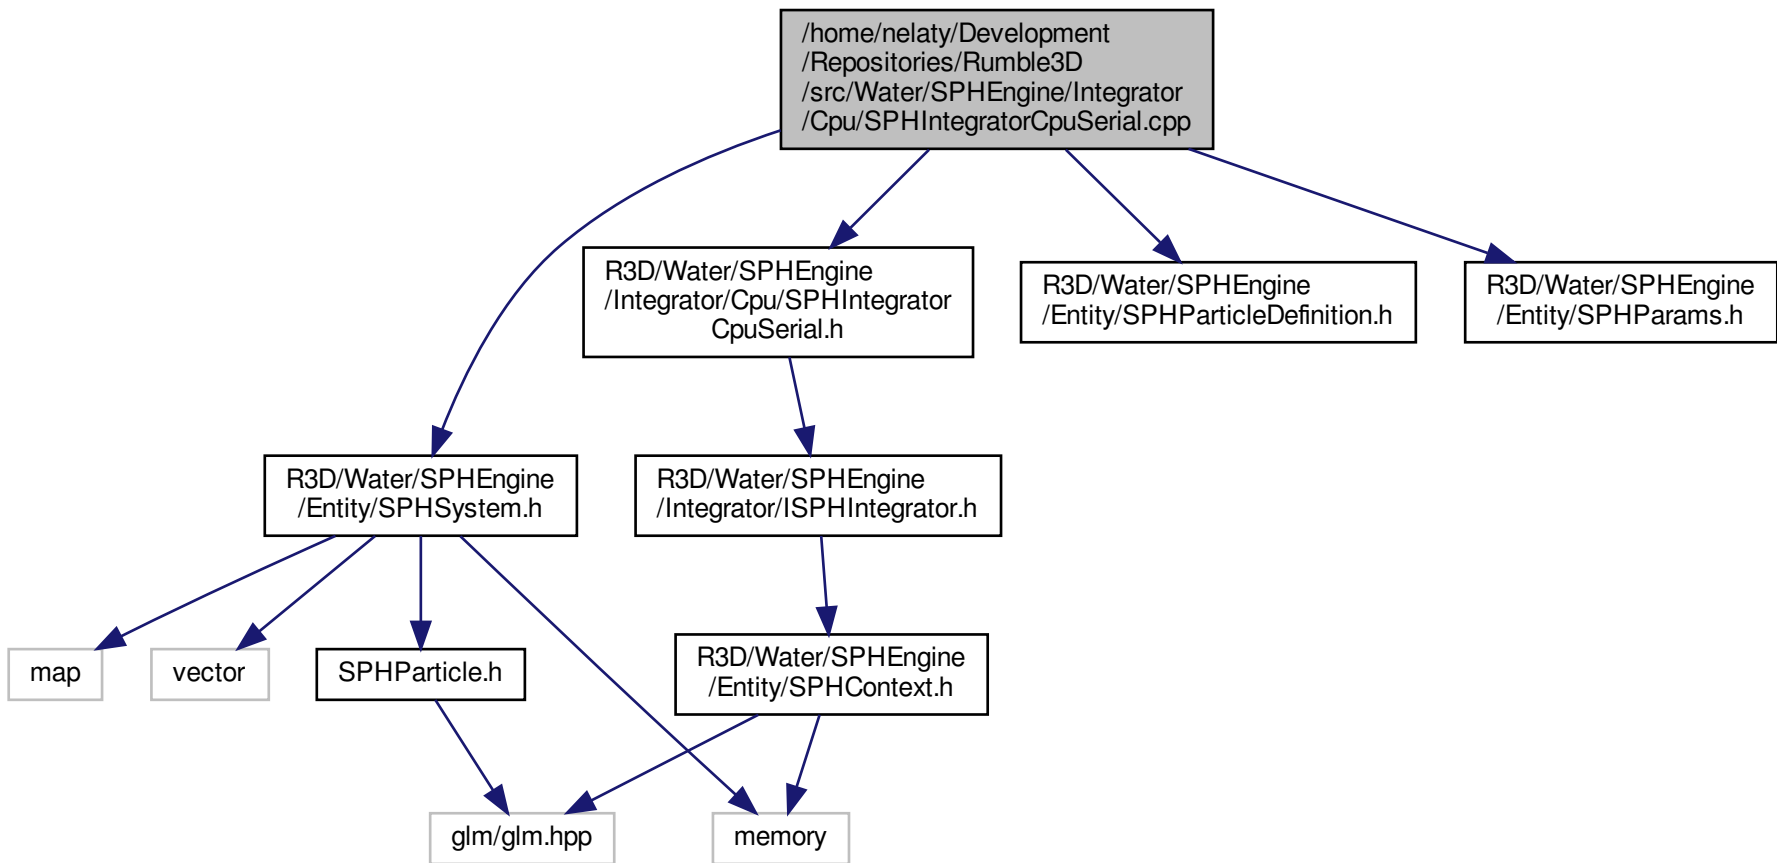 /home/nelaty/Development
/Repositories/Rumble3D
/src/Water/SPHEngine/Integrator
/Cpu/SPHIntegratorCpuSerial.cpp
R3D/Water/SPHEngine
/Integrator/Cpu/SPHIntegrator
CpuSerial.h
R3D/Water/SPHEngine
/Entity/SPHParticleDefinition.h
R3D/Water/SPHEngine
/Entity/SPHParams.h
R3D/Water/SPHEngine
/Entity/SPHSystem.h
R3D/Water/SPHEngine
/Integrator/ISPHIntegrator.h
map
vector
SPHParticle.h
R3D/Water/SPHEngine
/Entity/SPHContext.h
glm/glm.hpp
memory